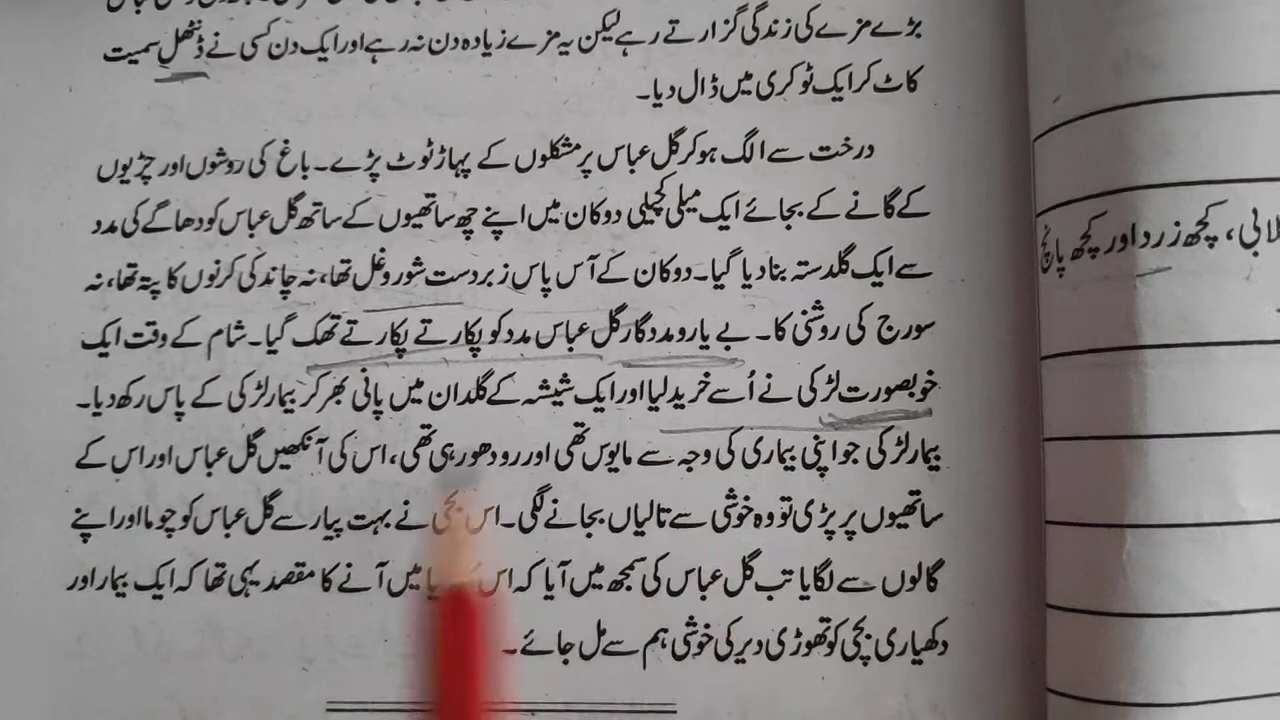 بڑے مزے کی زندگی گزارتے رہے لیکن یہ مزے زیادہ دن نہ رہے اور ایک دن کسی نے ڈنٹھل سمیت
کاٹ کر ایک ٹوکری میں ڈال دیا۔
درخت سے الگ ہو کر گل عباس پر مشکلوں کے پہاڑ ٹوٹ پڑے۔ باغ کی روشوں اور چڑیوں
کے گانے کے بجائے ایک میلی کچیلی دوکان میں اپنے چھ ساتھیوں کے ساتھ گل عباس کو دھاگے کی مدد
سے ایک گلدستہ بنا دیا گیا۔ دوکان کے آس پاس زبردست شور و غل تھا، نہ چاند کی کرنوں کا پتہ تھا، نہ
سورج کی روشنی کا۔ بے یار و مددگار گل عباس مدد کو پکارتے پکارتے تھک گیا۔ شام کے وقت ایک
خوبصورت لڑکی نے اُسے خرید لیا اور ایک شیشہ کے گلدان میں پانی بھر کر بیمار لڑکی کے پاس رکھ دیا۔
بیمار لڑکی جو اپنی بیماری کی وجہ سے مایوس تھی اور رو دھو رہی تھی، اس کی آنکھیں گل عباس اور اس کے
ساتھیوں پر پڑی تو وہ خوشی سے تالیاں بجانے لگی۔ اس بچی نے بہت پیار سے گل عباس کو چوما اور اپنے
گالوں سے لگایا تب گل عباس کی سمجھ میں آیا کہ اس میں آنے کا مقصد یہی تھا کہ ایک بیمار اور
دکھیاری بچی کو تھوڑی دیر کی خوشی ہم سے مل جائے۔
کچھ زرد اور کچھ پانچ